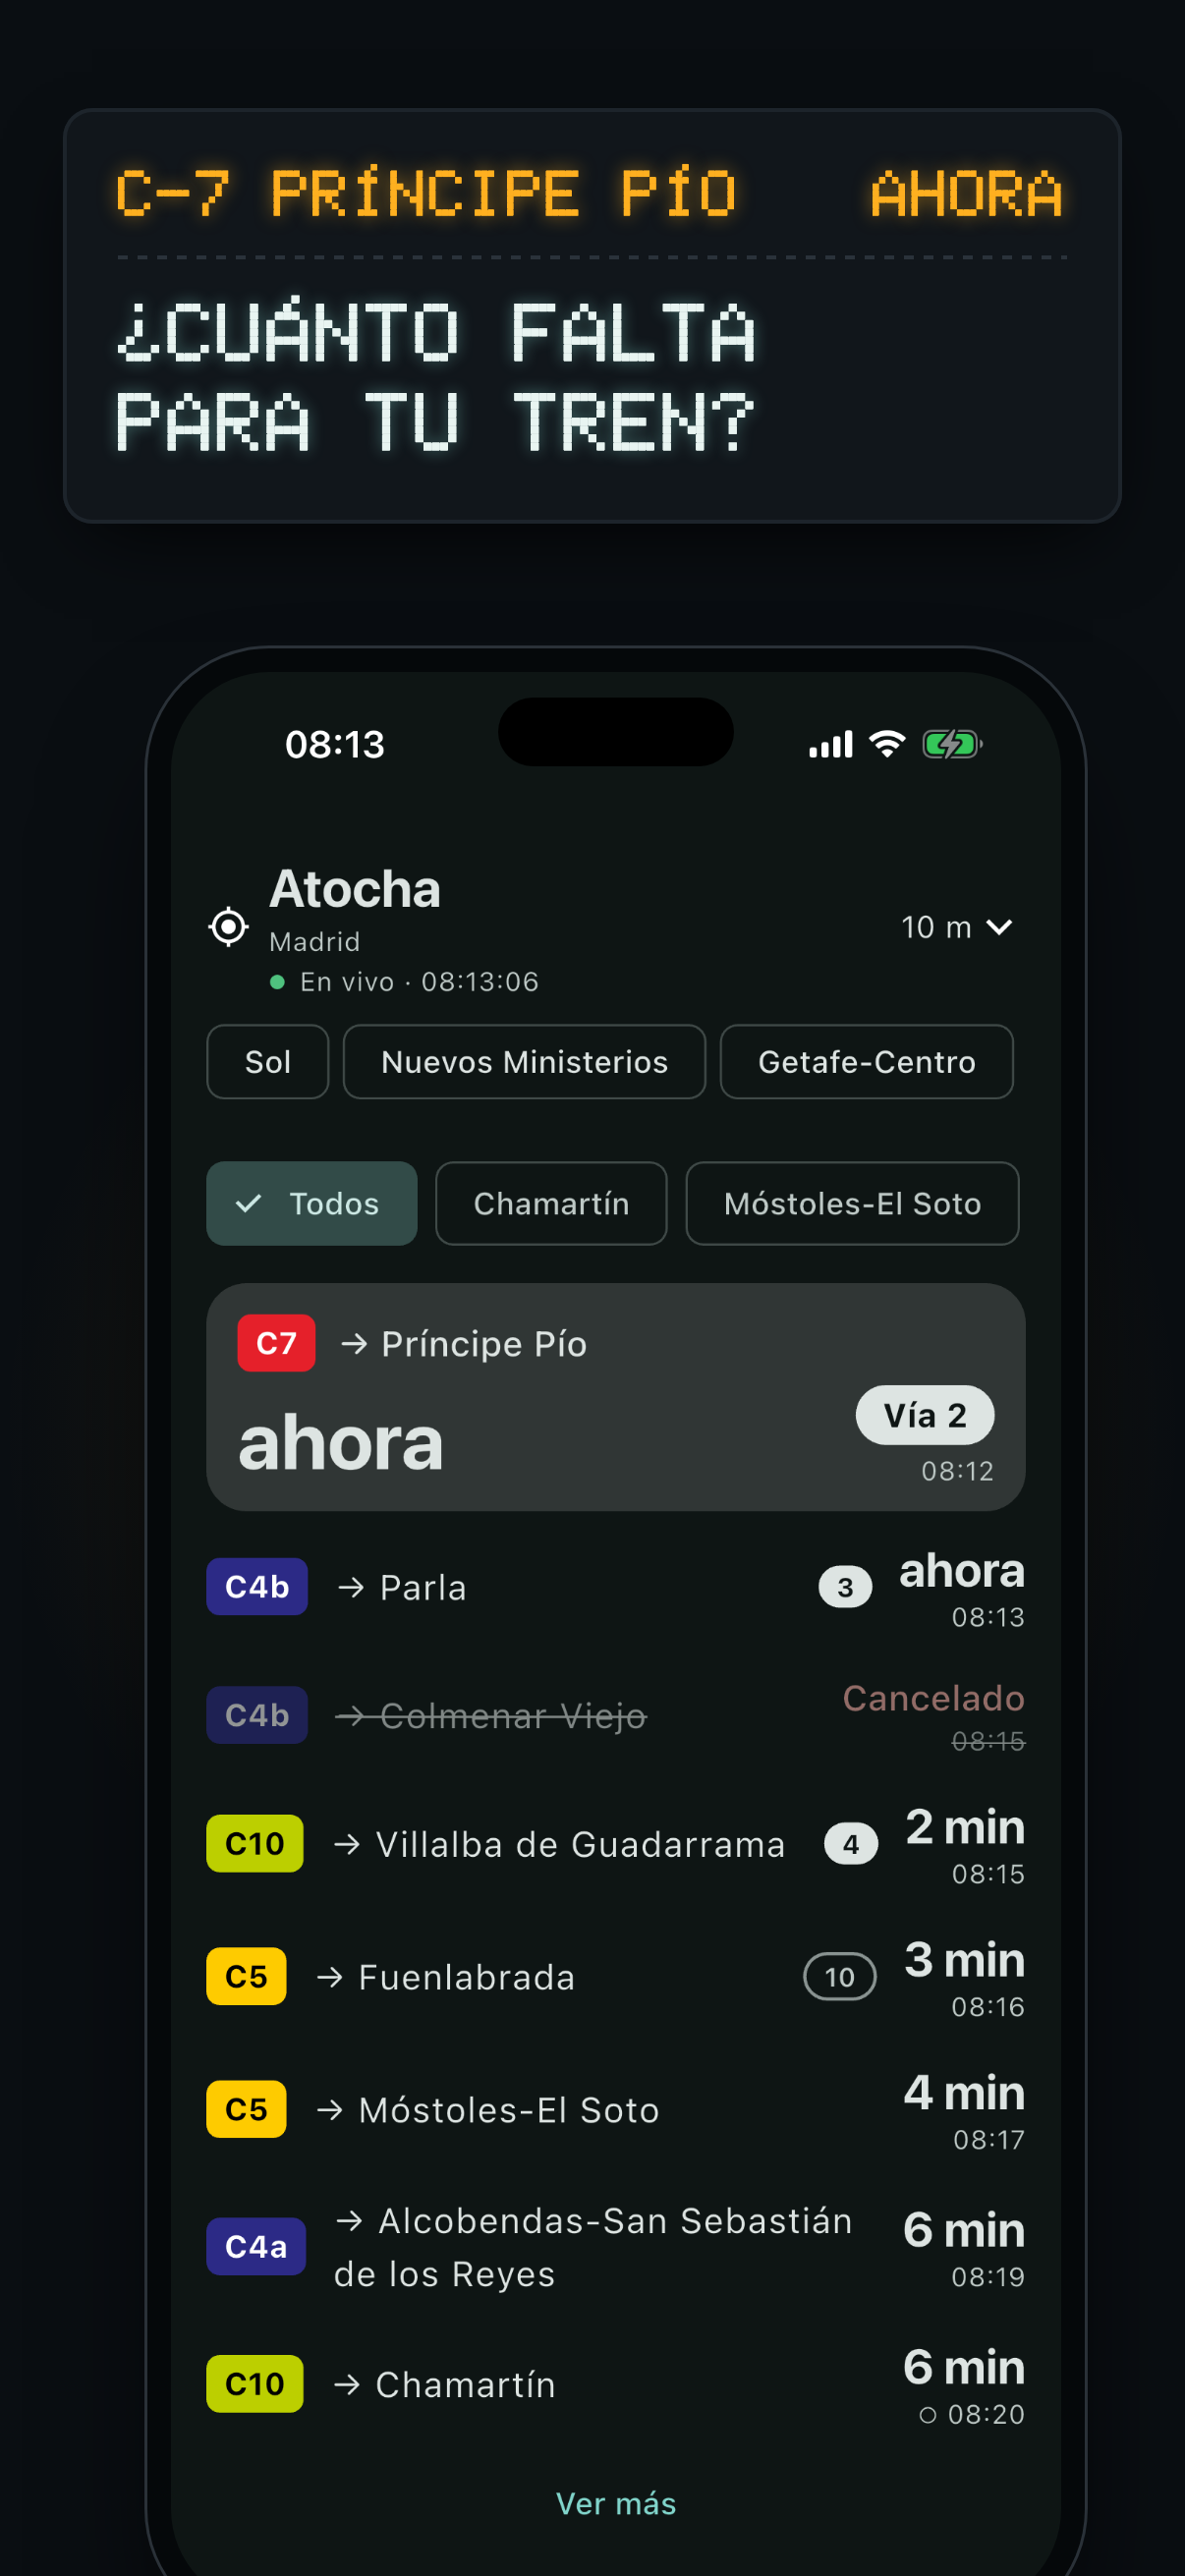 C-7 PRÍNCIPE PÍO AHORA
¿CUÁNTO FALTA
PARA TU TREN?
08:13
Atocha
Madrid
10 m
En vivo · 08:13:06
Sol Nuevos Ministerios Getafe-Centro
Todos Chamartín Móstoles-El Soto
C7 → Príncipe Pío
ahora
Vía 2
08:12
C4b → Parla 3 ahora
08:13
C4b → Colmenar Viejo Cancelado
08:15
C10 → Villalba de Guadarrama 4 2 min
08:15
C5 → Fuenlabrada 10 3 min
08:16
C5 → Móstoles-El Soto 4 min
08:17
C4a → Alcobendas-San Sebastián
de los Reyes
6 min
08:19
C10 → Chamartín 6 min
08:20
Ver más